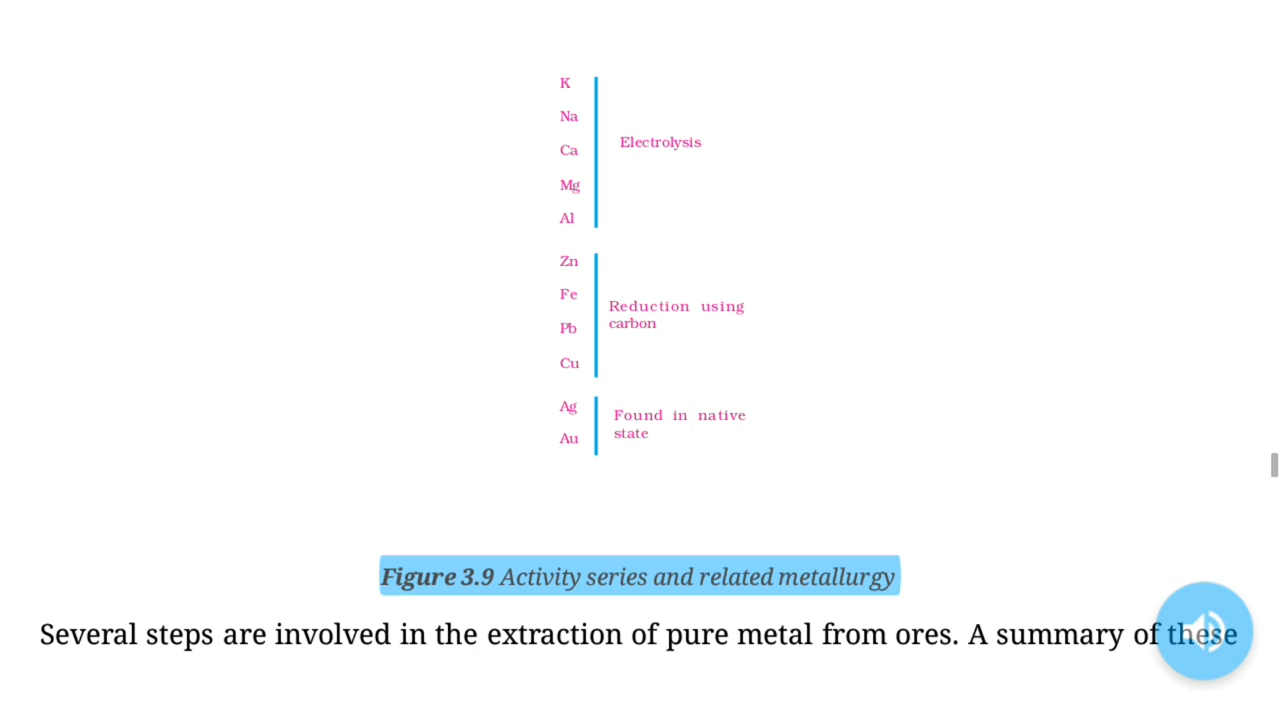 K
Na
Electrolysis
Ca
Mg
Al
Zn
Fe
Reduction using
carbon
Pb
Cu
Ag
Found in native
state
Au
Figure 3.9 Activity series and related metallurgy
Several steps are involved in the extraction of pure metal from ores. A summary of these